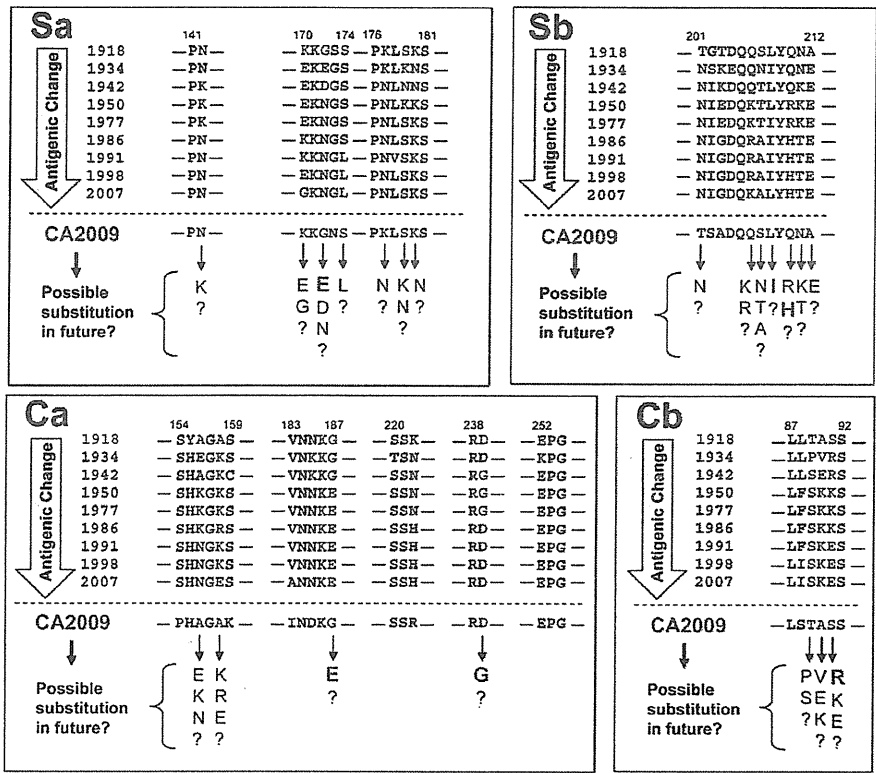 Sa
141 170 174 176 181
Antigenic Change
1918 —PN— — KKGSS — PKLSKS —
1934 —PN— — EKEGS — PKLKNS —
1942 —PK— — EKDGS — PNLNNS —
1950 —PK— — EKNGS — PNLKKS —
1977 —PK— — EKNGS — PNLSKS —
1986 —PN— — KKNGS — PNLSKS —
1991 —PN— — KKNGL — PNVSKS —
1998 —PN— — EKNGL — PNLSKS —
2007 —PN— — GKNGL — PNLSKS —
CA2009 —PN— KKGNS — PKLSKS—
Possible substitution in future?
K E E L N K N
? G D ? ? N ?
? N ?
?
Sb
201 212
Antigenic Change
1918 — TGTDQQSLYQNA —
1934 — NSKEQQNIYQNE —
1942 — NIKDQQTLYQKE —
1950 — NIEDQKTLYRKE —
1977 — NIEDQKTIYRKE —
1986 — NIGDQRAIYHTE —
1991 — NIGDQRAIYHTE —
1998 — NIGDQRAIYHTE —
2007 — NIGDQKALYHTE —
CA2009 — TSADQQSLYQNA —
Possible substitution in future?
N K N I R K E
? R T ? H T ?
? A ? ?
?
Ca
154 159 183 187 220 238 252
Antigenic Change
1918 — SYAGAS — VNNKG — SSK— — RD— — EPG —
1934 — SHEGKS — VNKKG — TSN— — RD— — KPG —
1942 — SHAGKC — VNKKG — SSN— — RG— — EPG —
1950 — SHKGKS — VNNKE — SSN— — RG— — EPG —
1977 — SHKGKS — VNNKE — SSN— — RG— — EPG —
1986 — SHKGRS — VNNKE — SSH— — RD— — EPG —
1991 — SHNGKS — VNNKE — SSH— — RD— — EPG —
1998 — SHNGKS — VNNKE — SSH— — RD— — EPG —
2007 — SHNGES — ANNKE — SSH— — RD— — EPG —
CA2009 — PHAGAK — INDKG — SSR— — RD— — EPG —
Possible substitution in future?
E K E G
K R ? ?
N E
? ?
Cb
87 92
Antigenic Change
1918 — LLTASS —
1934 — LLPVRS —
1942 — LLSERS —
1950 — LFSKKS —
1977 — LFSKKS —
1986 — LFSKKS —
1991 — LFSKES —
1998 — LISKES —
2007 — LISKES —
CA2009 — LSTASS —
Possible substitution in future?
P V R
S E K
? K E
? ?